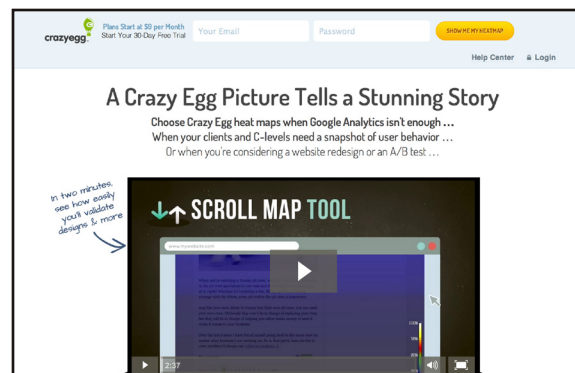 crazyegg
Plans Start at $9 per Month
Start Your 30-Day Free Trial
Your Email
Password
SHOW ME MY HEATMAP
Help Center
Login
A Crazy Egg Picture Tells a Stunning Story
Choose Crazy Egg heat maps when Google Analytics isn't enough ...
When your clients and C-levels need a snapshot of user behavior ...
Or when you're considering a website redesign or an A/B test ...
In two minutes,
see how easily
you'll validate
designs & more
SCROLL MAP TOOL
www.mywebsite.com
2:37